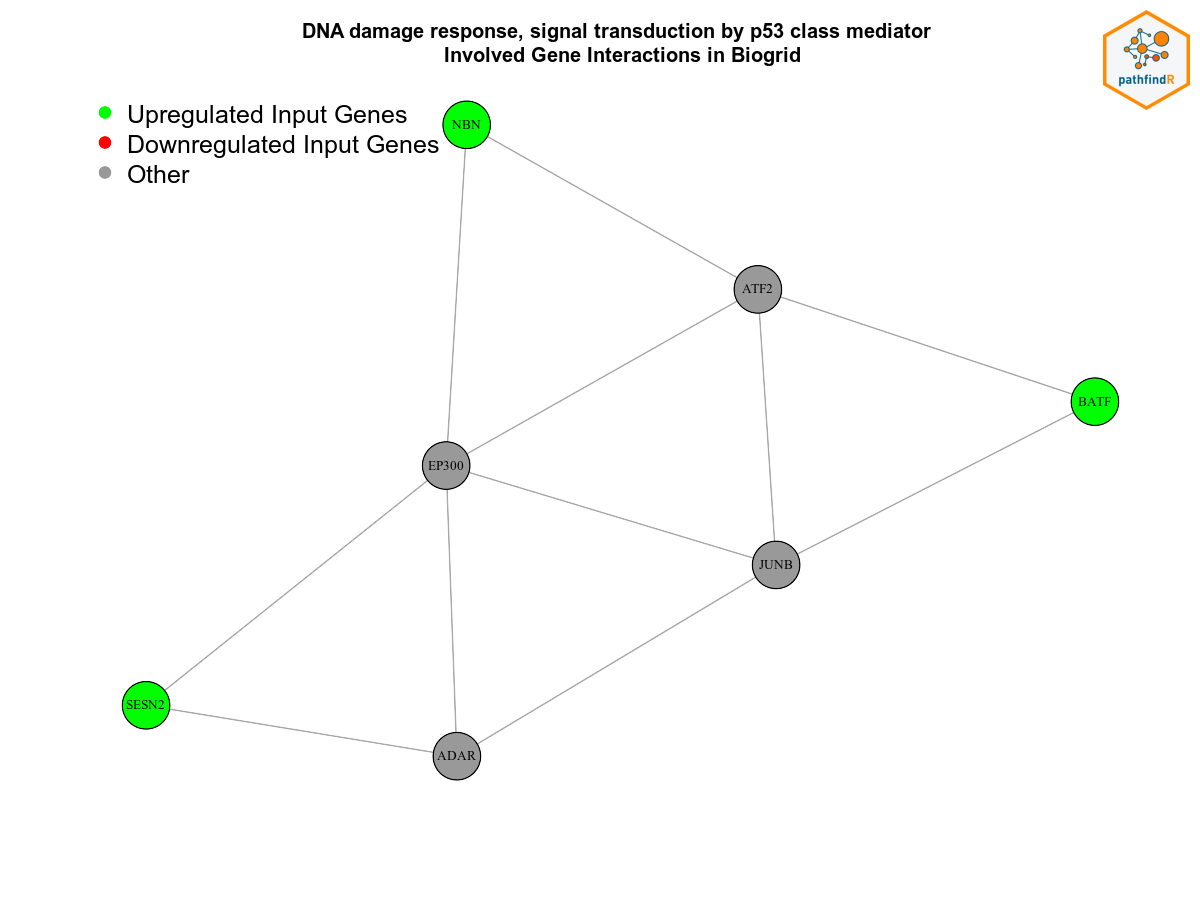 DNA damage response, signal transduction by p53 class mediator
Involved Gene Interactions in Biogrid
pathfindR
Upregulated Input Genes
Downregulated Input Genes
Other
NBN
ATF2
BATF
EP300
JUNB
SESN2
ADAR